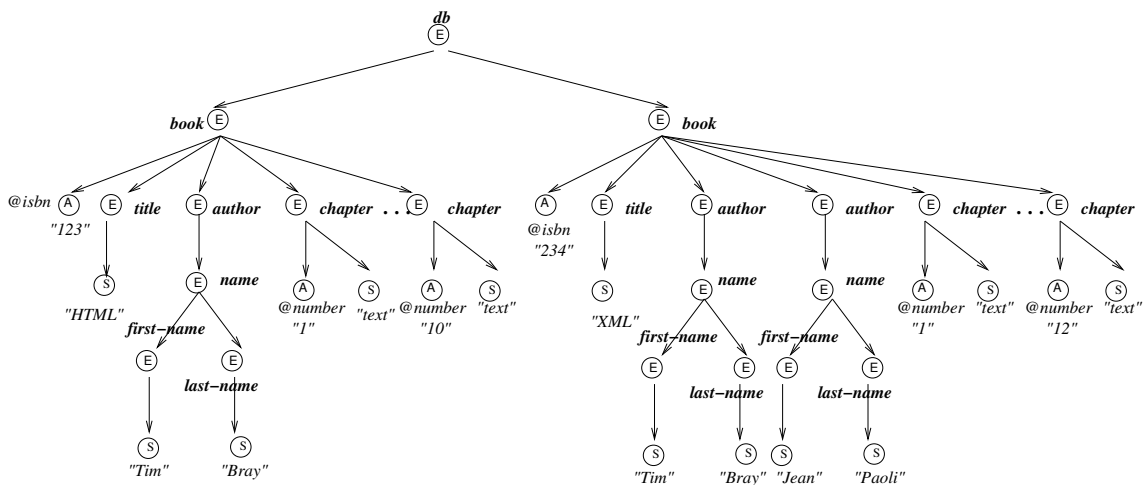 db
E
E
book
E
book
@isbn
A
E
title
E
author
E
chapter
...
E
chapter
A
E
title
E
author
E
author
E
chapter
...
E
chapter
"123"
@isbn
"234"
S
E
name
A
S
A
S
S
E
name
E
name
A
S
A
S
"HTML"
@number
"text"
@number
"text"
"XML"
@number
"text"
@number
"text"
"1"
"10"
"1"
"12"
first-name
first-name
first-name
E
E
E
E
E
E
last-name
last-name
last-name
S
S
S
S
S
S
"Tim"
"Bray"
"Tim"
"Bray"
"Jean"
"Paoli"